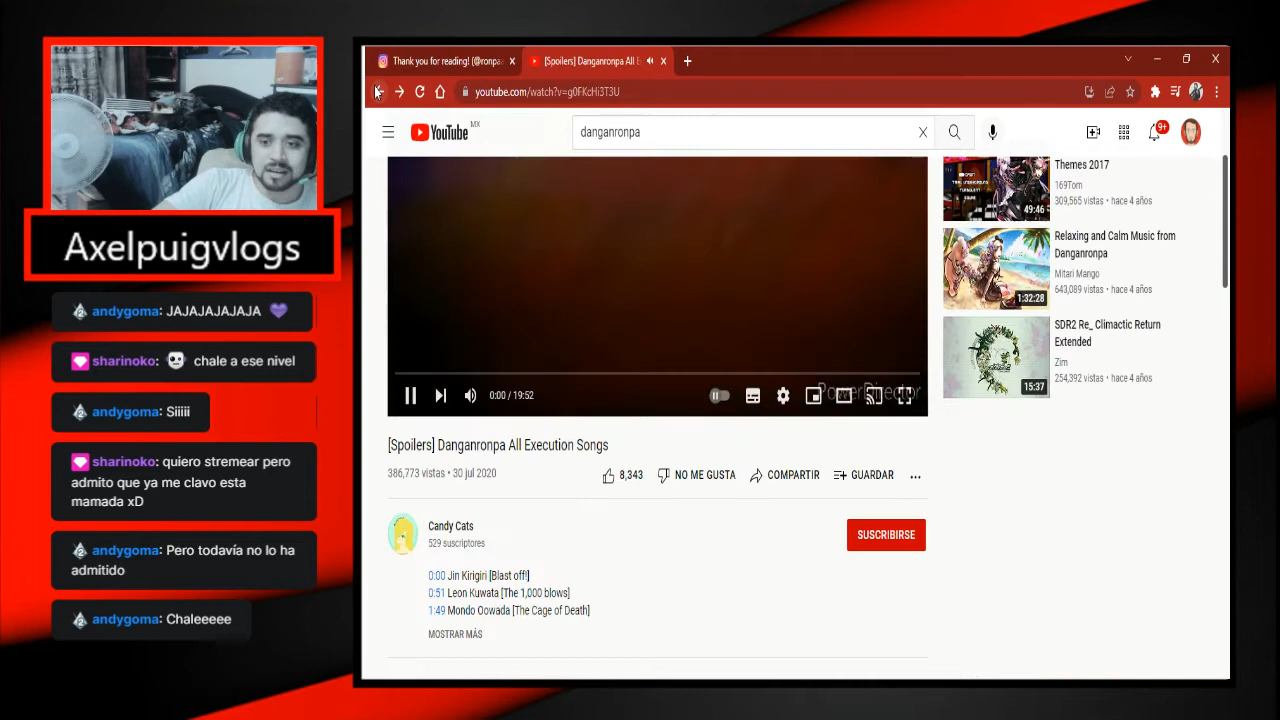 Axelpuigvlogs
andygoma: JAJAJAJAJAJA 💜
sharinoko: 💀 chale a ese nivel
andygoma: Siiiii
sharinoko: quiero stremear pero
admito que ya me clavo esta
mamada xD
andygoma: Pero todavía no lo ha
admitido
andygoma: Chaleeeee
Thank you for reading! (@ronpa
[Spoilers] Danganronpa All E
youtube.com/watch?v=g0FKcHi3T3U
YouTube MX
danganronpa
9+
0:00 / 19:52
PowerDirector
[Spoilers] Danganronpa All Execution Songs
386,773 vistas • 30 jul 2020
8,343 NO ME GUSTA COMPARTIR GUARDAR
Candy Cats
529 suscriptores
SUSCRIBIRSE
0:00 Jin Kirigiri [Blast off!]
0:51 Leon Kuwata [The 1,000 blows]
1:49 Mondo Oowada [The Cage of Death]
MOSTRAR MÁS
Themes 2017
169Tom
309,565 vistas • hace 4 años
49:46
Relaxing and Calm Music from
Danganronpa
Mitari Mango
643,089 vistas • hace 4 años
1:32:28
SDR2 Re_ Climactic Return
Extended
Zim
254,392 vistas • hace 4 años
15:37